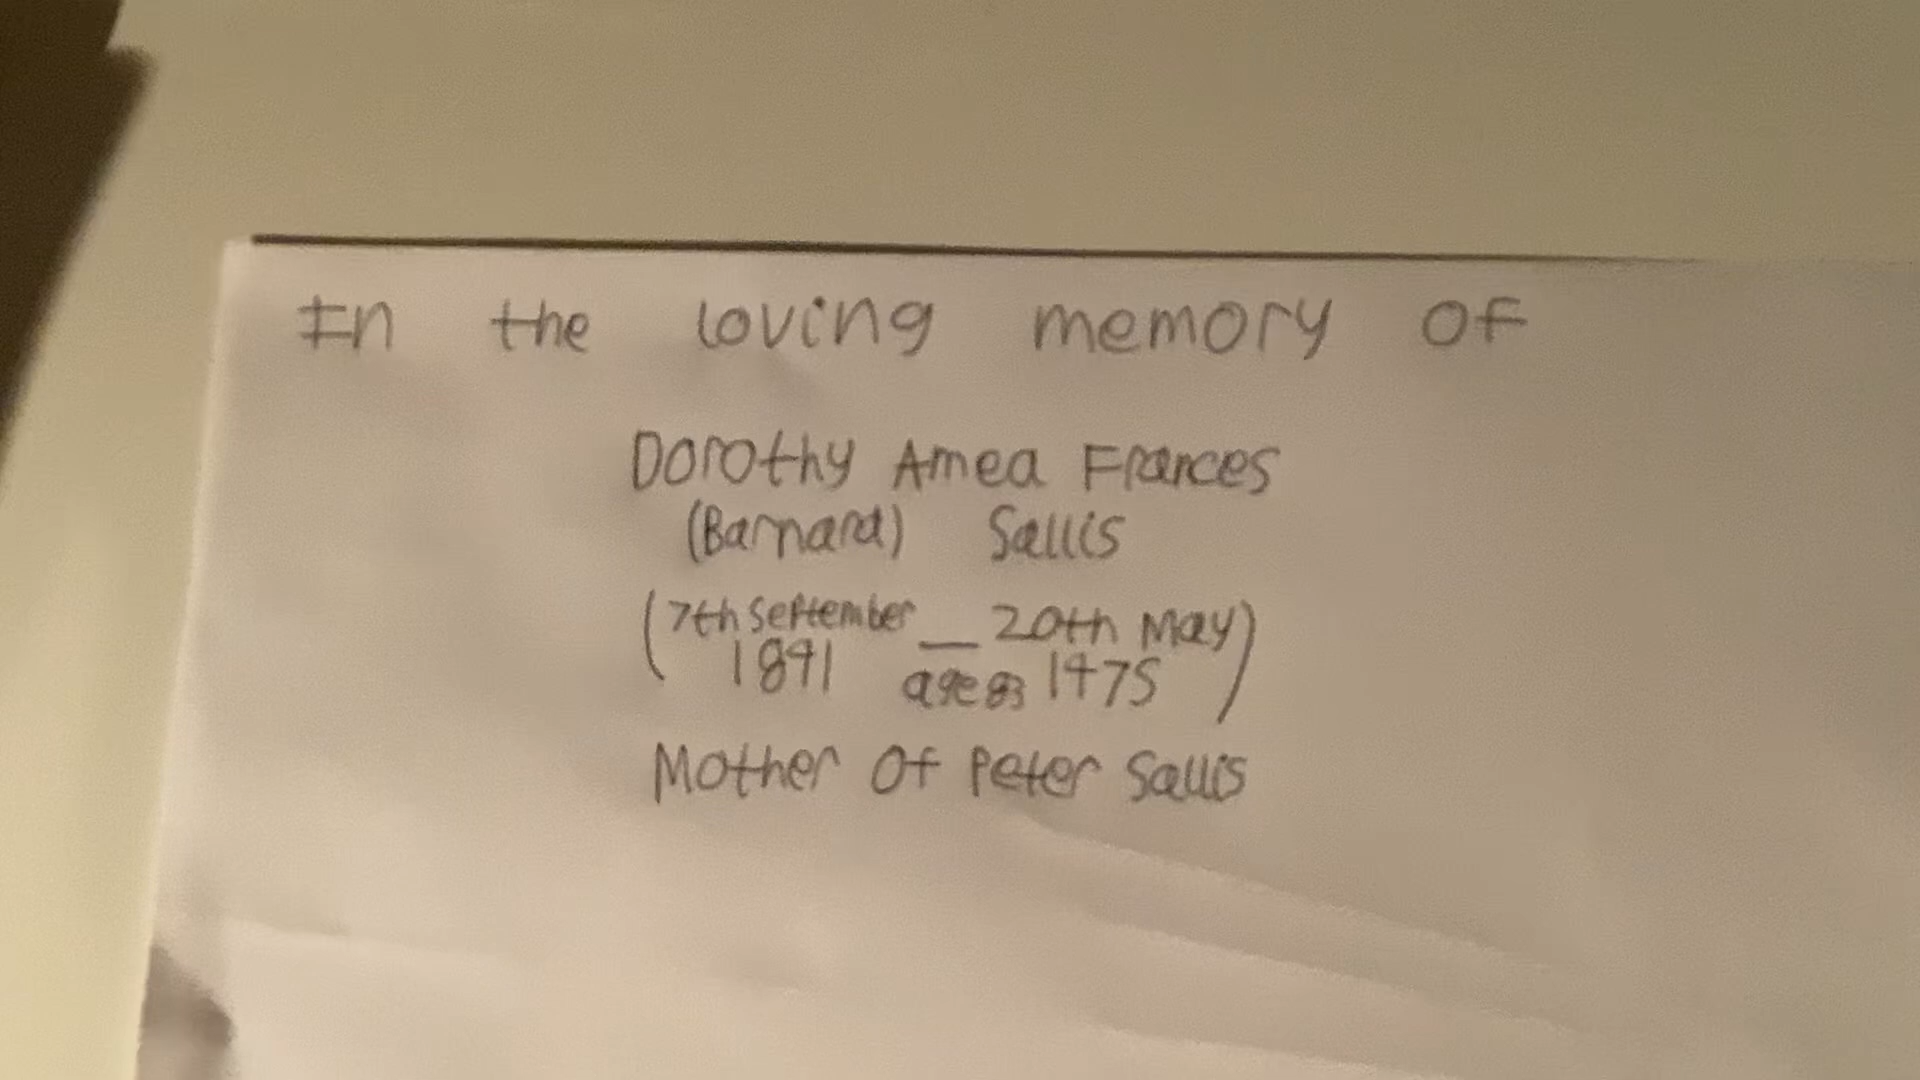 In the loving memory of
Dorothy Amea Frances
(Barnard) Sallis
(7th September _ 20th May)
1891 age 83 1975
Mother Of Peter Sallis